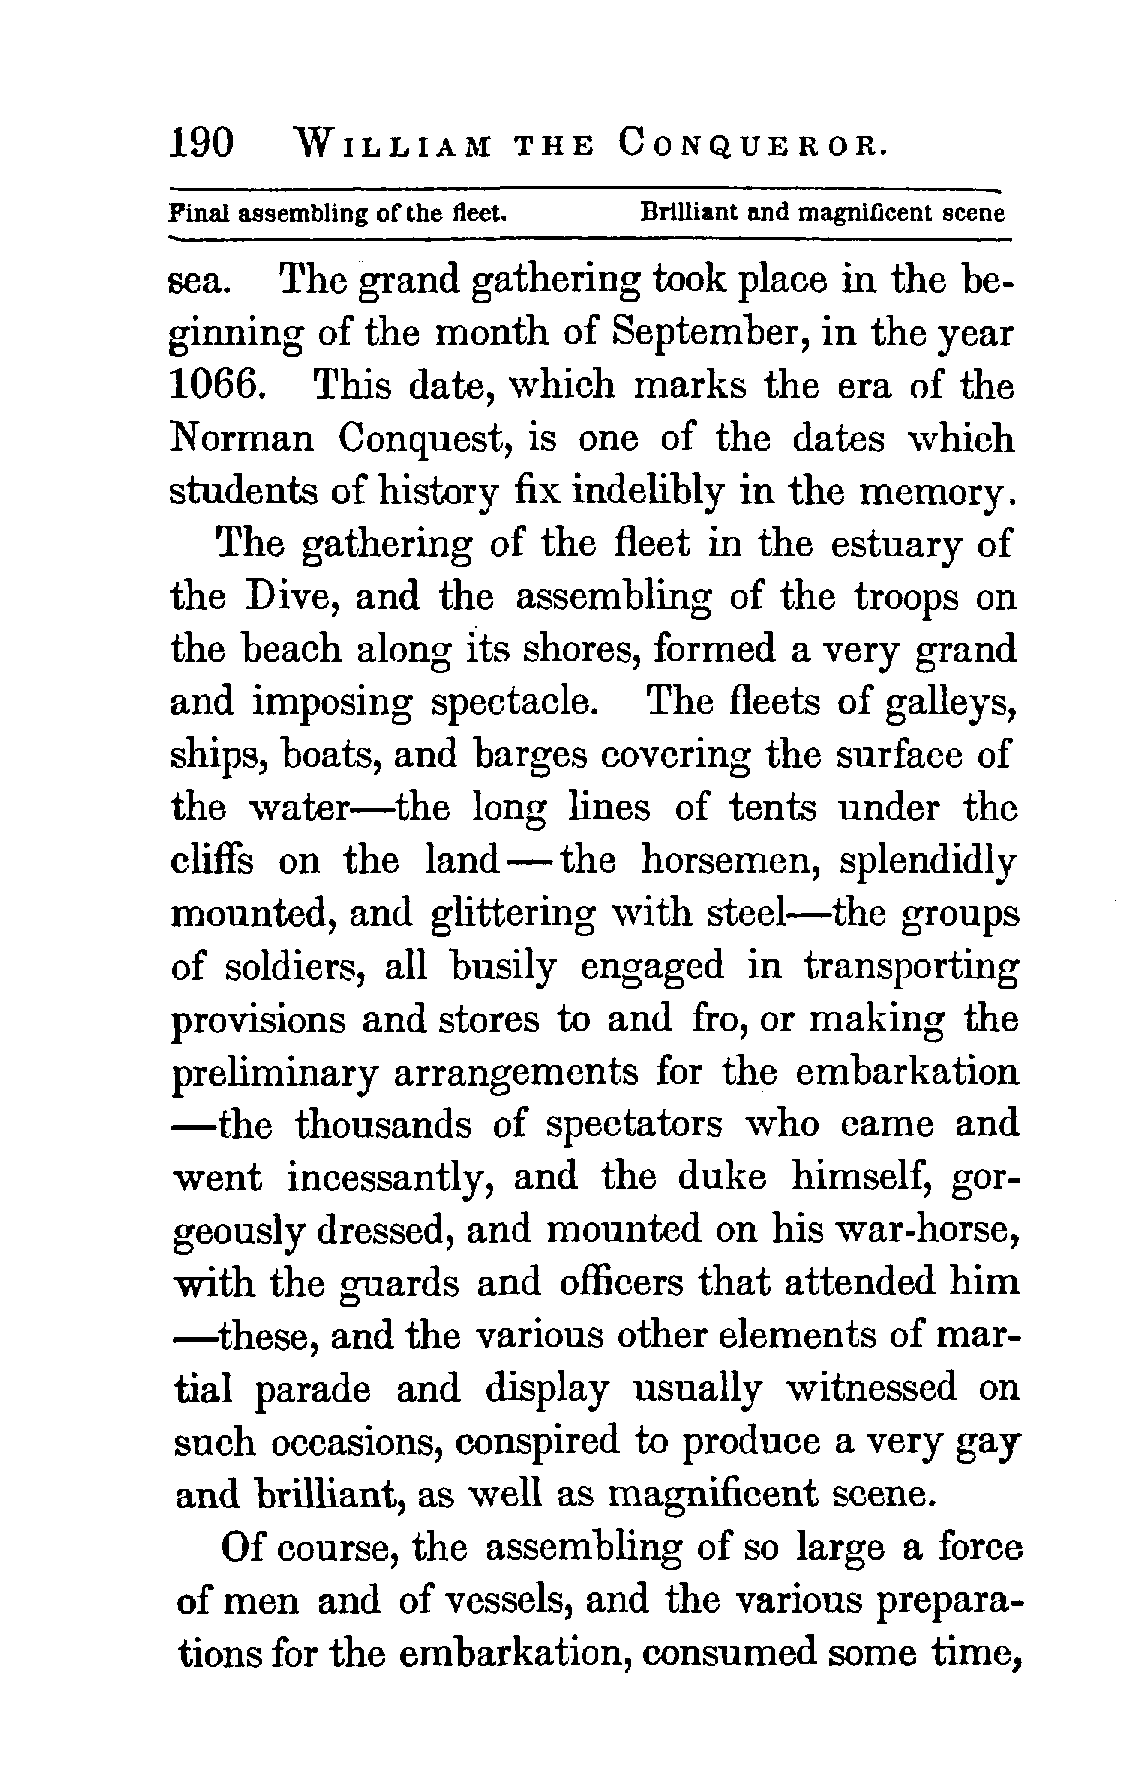 190 WILLIAM THE CONQUEROR.
Final assembling of the fleet. Brilliant and magnificent scene
sea. The grand gathering took place in the be-
ginning of the month of September, in the year
1066. This date, which marks the era of the
Norman Conquest, is one of the dates which
students of history fix indelibly in the memory.
The gathering of the fleet in the estuary of
the Dive, and the assembling of the troops on
the beach along its shores, formed a very grand
and imposing spectacle. The fleets of galleys,
ships, boats, and barges covering the surface of
the water—the long lines of tents under the
cliffs on the land—the horsemen, splendidly
mounted, and glittering with steel—the groups
of soldiers, all busily engaged in transporting
provisions and stores to and fro, or making the
preliminary arrangements for the embarkation
—the thousands of spectators who came and
went incessantly, and the duke himself, gor-
geously dressed, and mounted on his war-horse,
with the guards and officers that attended him
—these, and the various other elements of mar-
tial parade and display usually witnessed on
such occasions, conspired to produce a very gay
and brilliant, as well as magnificent scene.
Of course, the assembling of so large a force
of men and of vessels, and the various prepara-
tions for the embarkation, consumed some time,